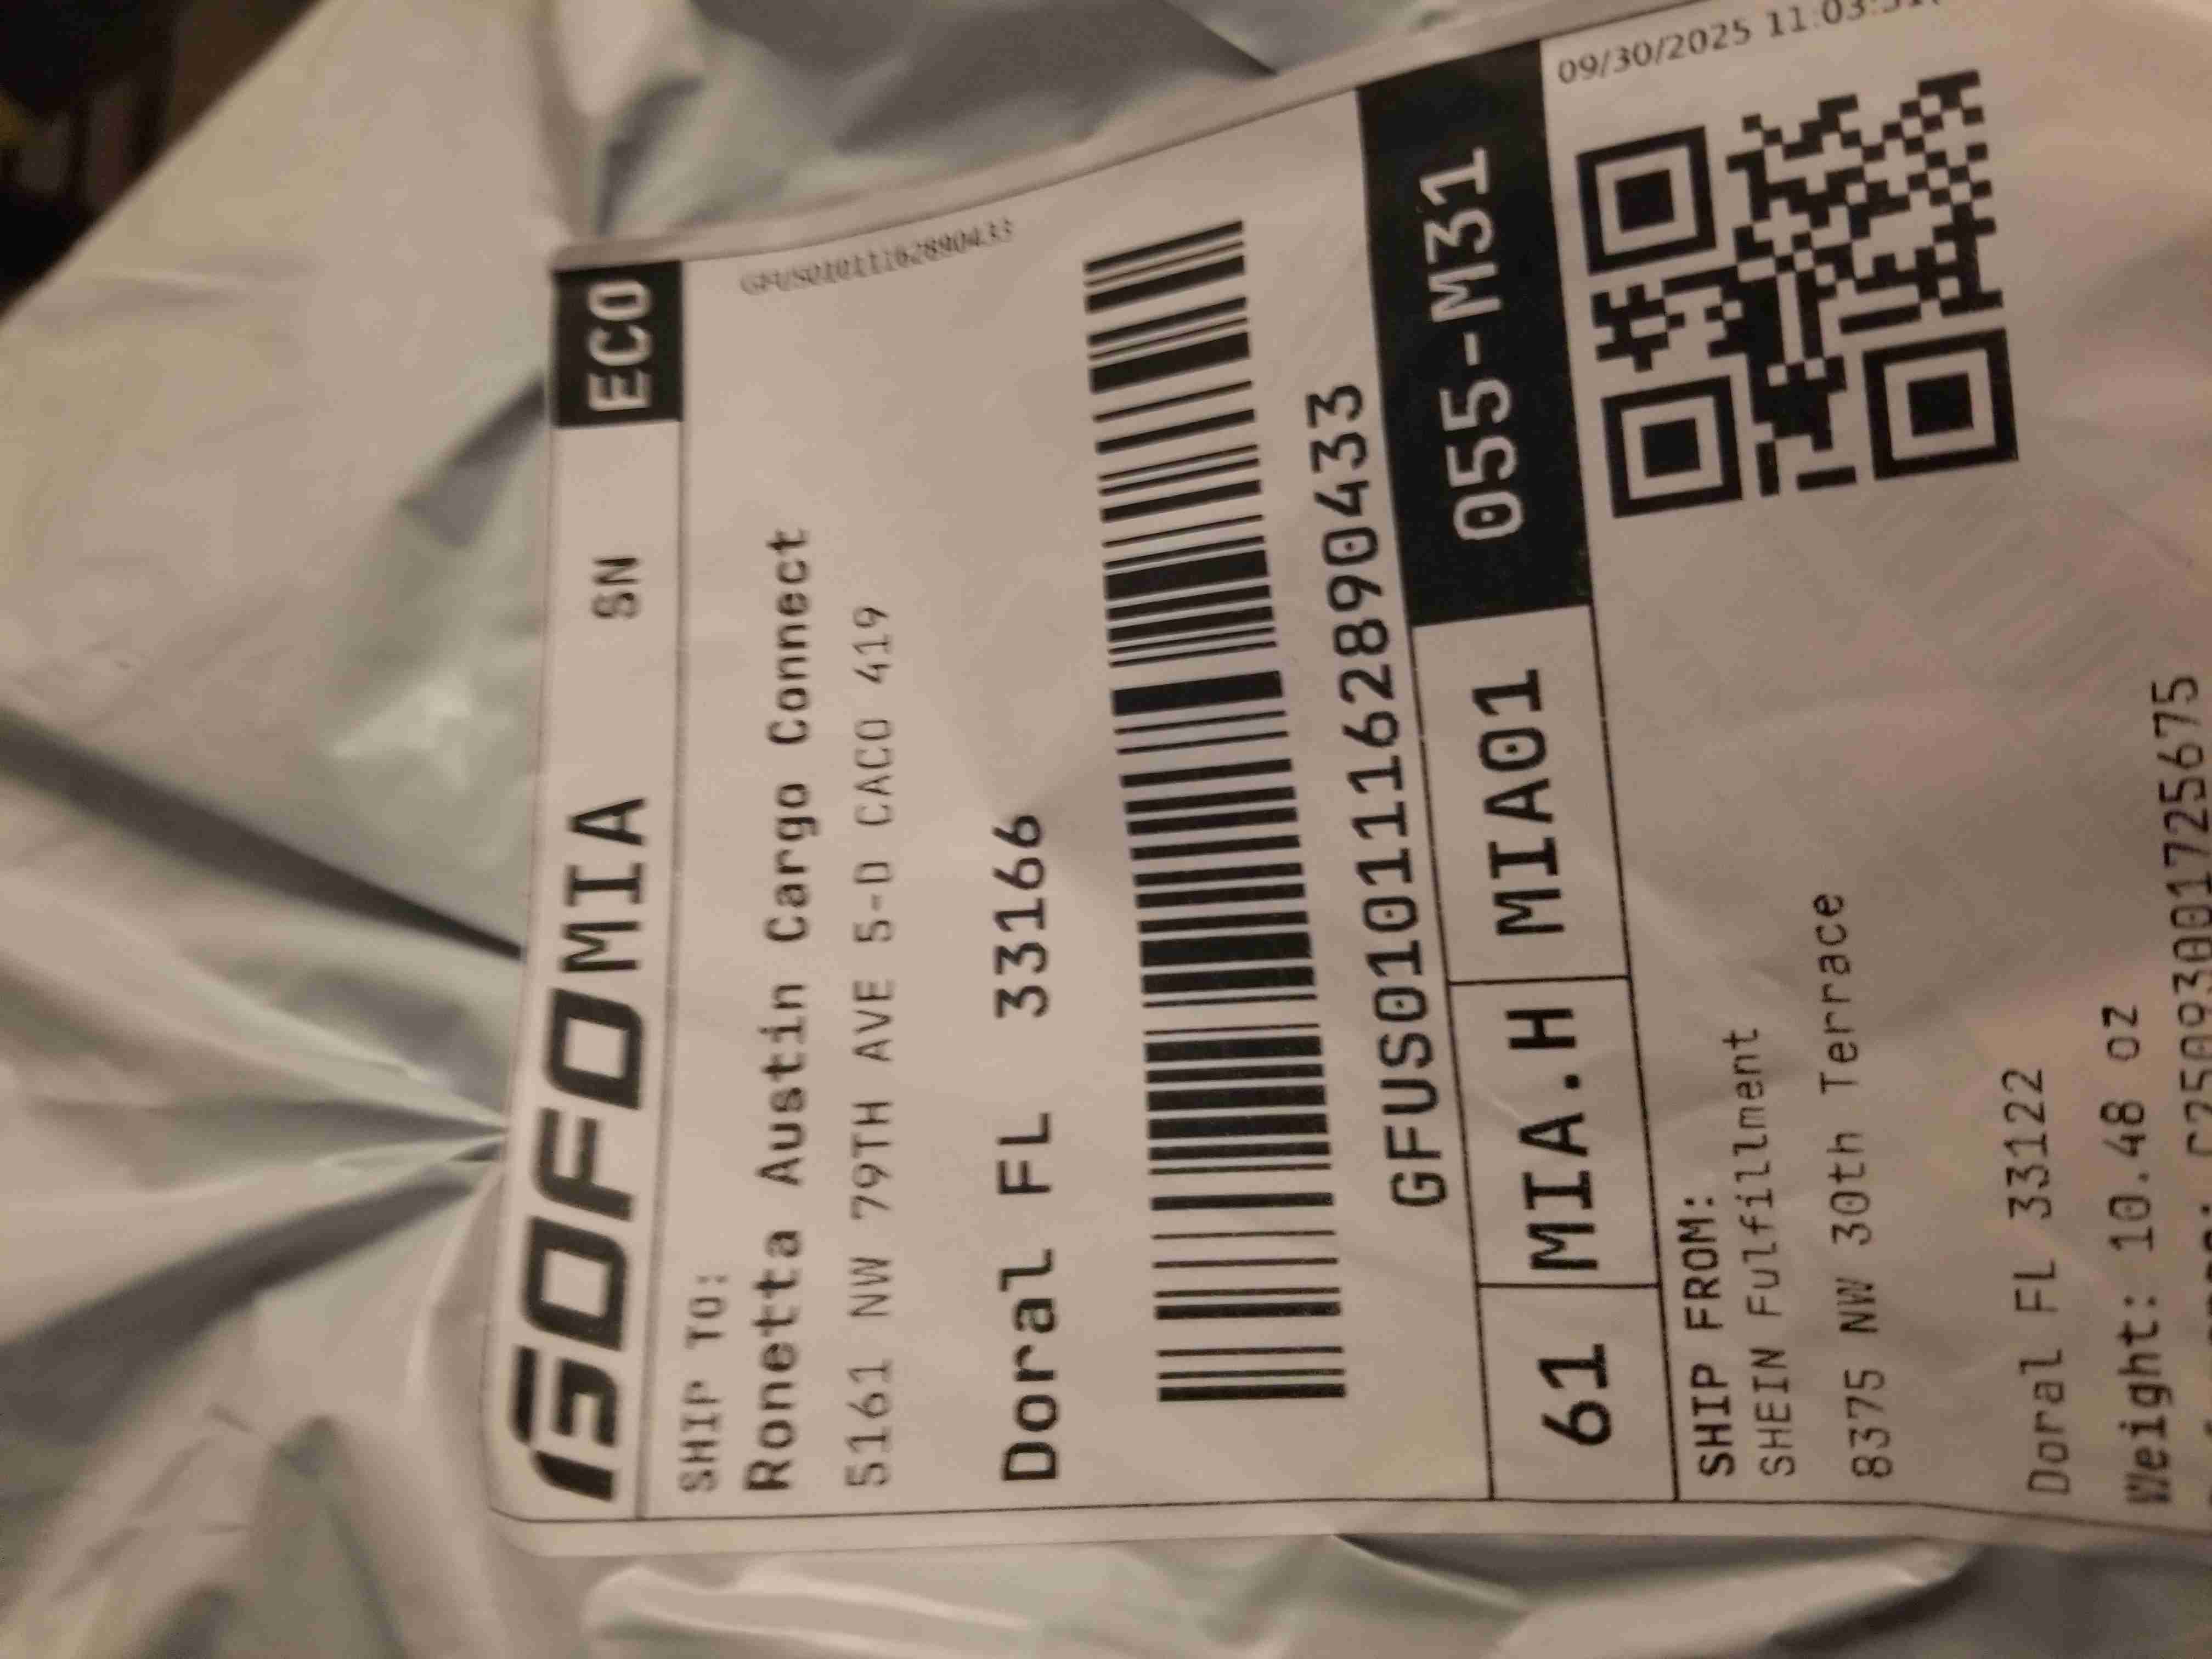 GOFO MIA SN ECO
SHIP TO:
Ronetta Austin Cargo Connect
5161 NW 79TH AVE 5-D CACO 419
Doral FL 33166
GFUS01011162890433
GFUS01011162890433
61 MIA.H MIA01 055-M31
SHIP FROM:
SHEIN Fulfillment
8375 NW 30th Terrace
Doral FL 33122
Weight: 10.48 oz
09/30/2025